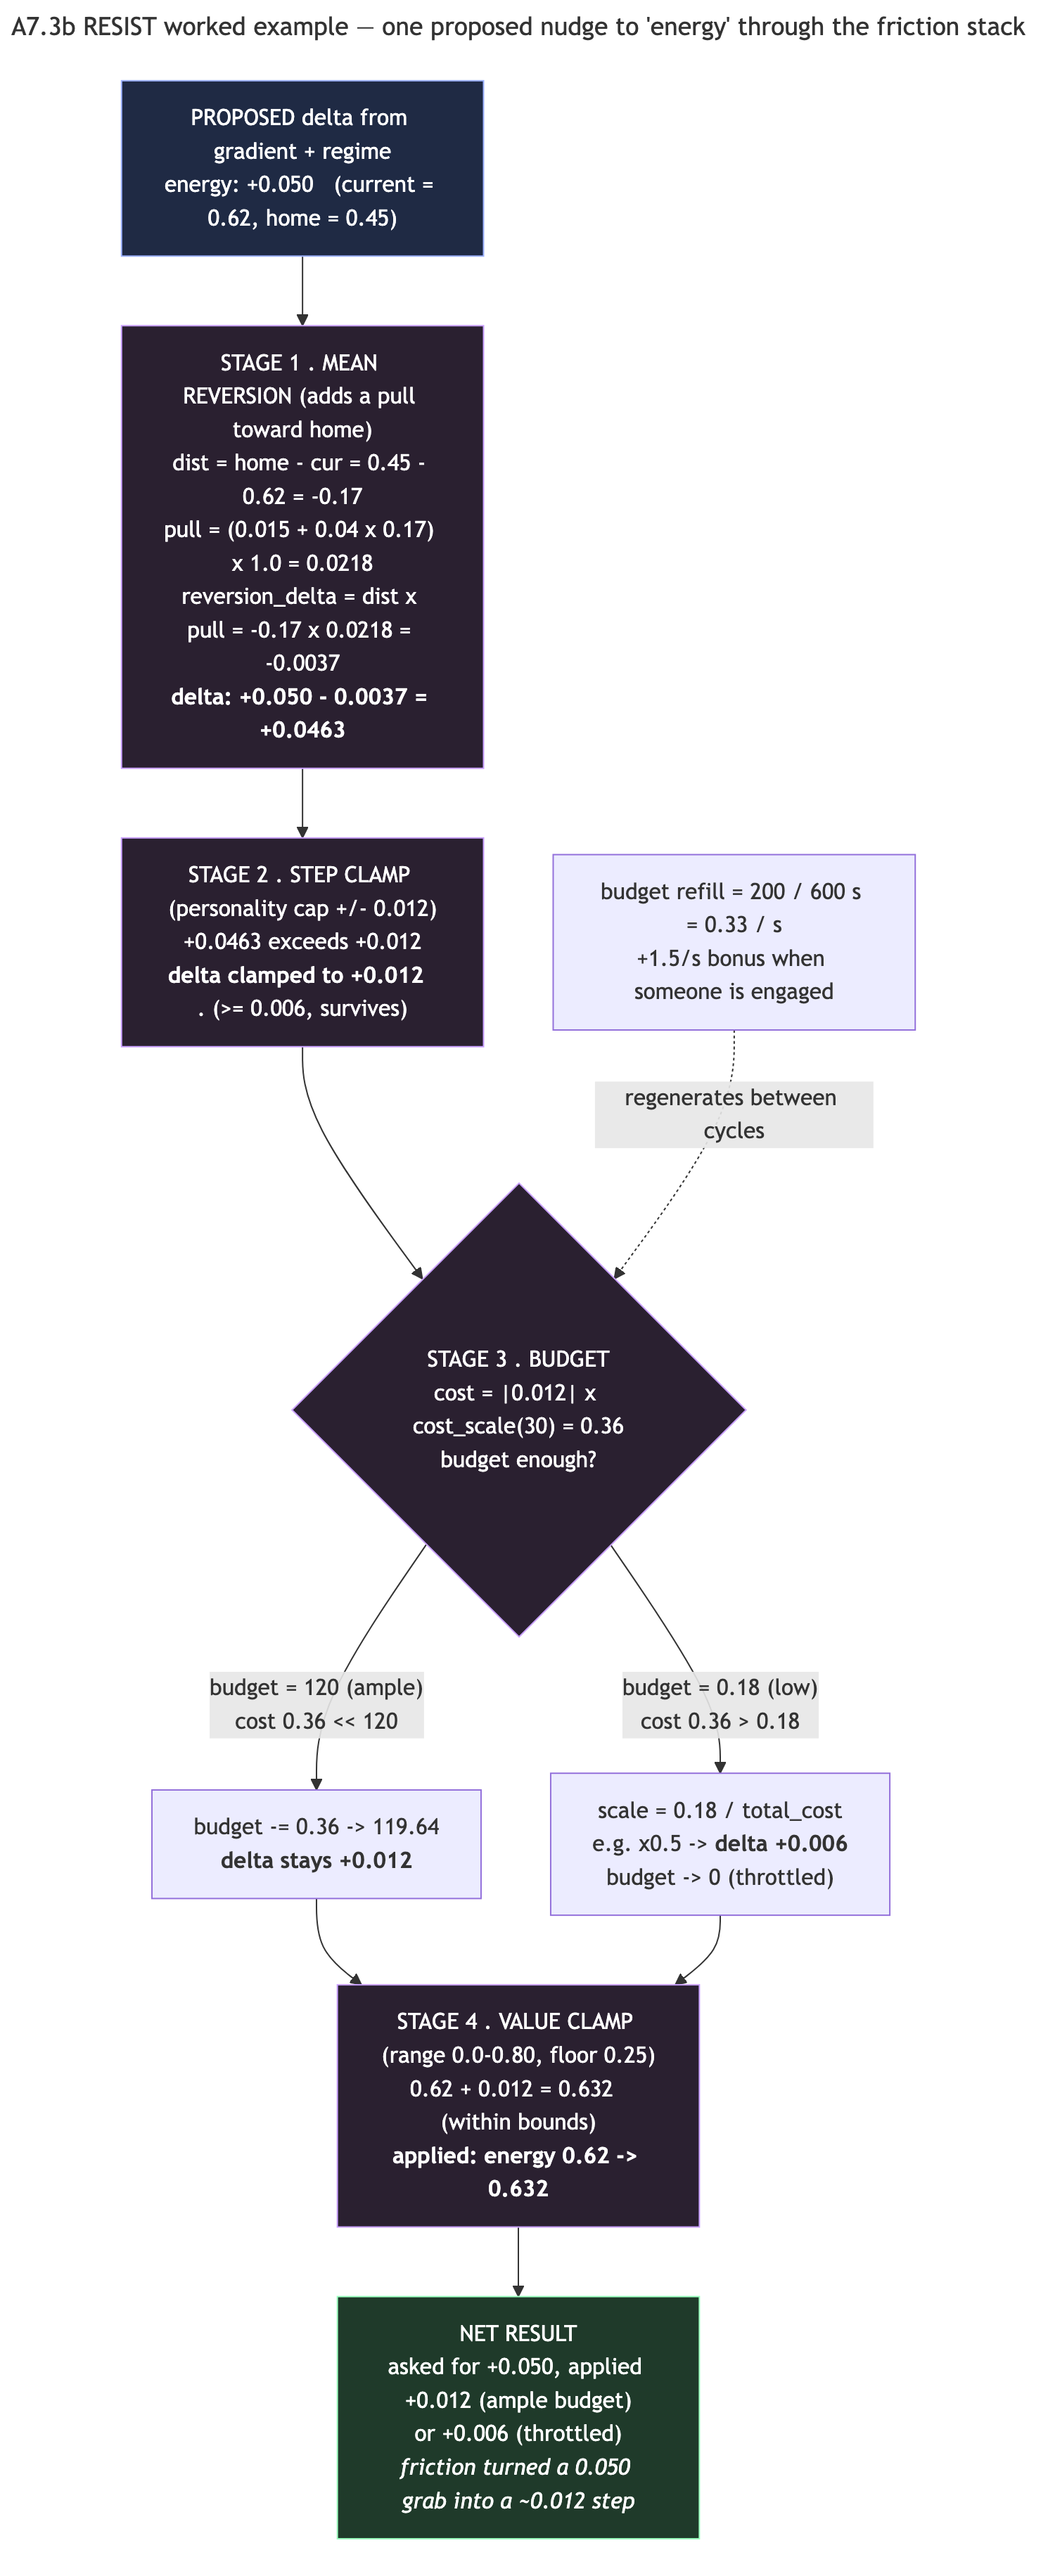 A7.3b RESIST worked example — one proposed nudge to 'energy' through the friction stack
PROPOSED delta from
gradient + regime
energy: +0.050 (current =
0.62, home = 0.45)
STAGE 1 . MEAN
REVERSION (adds a pull
toward home)
dist = home - cur = 0.45 -
0.62 = -0.17
pull = (0.015 + 0.04 x 0.17)
x 1.0 = 0.0218
reversion_delta = dist x
pull = -0.17 x 0.0218 =
-0.0037
delta: +0.050 - 0.0037 =
+0.0463
STAGE 2 . STEP CLAMP
(personality cap +/- 0.012)
+0.0463 exceeds +0.012
delta clamped to +0.012
. (>= 0.006, survives)
budget refill = 200 / 600 s
= 0.33 / s
+1.5/s bonus when
someone is engaged
regenerates between
cycles
STAGE 3 . BUDGET
cost = |0.012| x
cost_scale(30) = 0.36
budget enough?
budget = 120 (ample)
cost 0.36 << 120
budget = 0.18 (low)
cost 0.36 > 0.18
budget -= 0.36 -> 119.64
delta stays +0.012
scale = 0.18 / total_cost
e.g. x0.5 -> delta +0.006
budget -> 0 (throttled)
STAGE 4 . VALUE CLAMP
(range 0.0-0.80, floor 0.25)
0.62 + 0.012 = 0.632
(within bounds)
applied: energy 0.62 ->
0.632
NET RESULT
asked for +0.050, applied
+0.012 (ample budget)
or +0.006 (throttled)
friction turned a 0.050
grab into a ~0.012 step